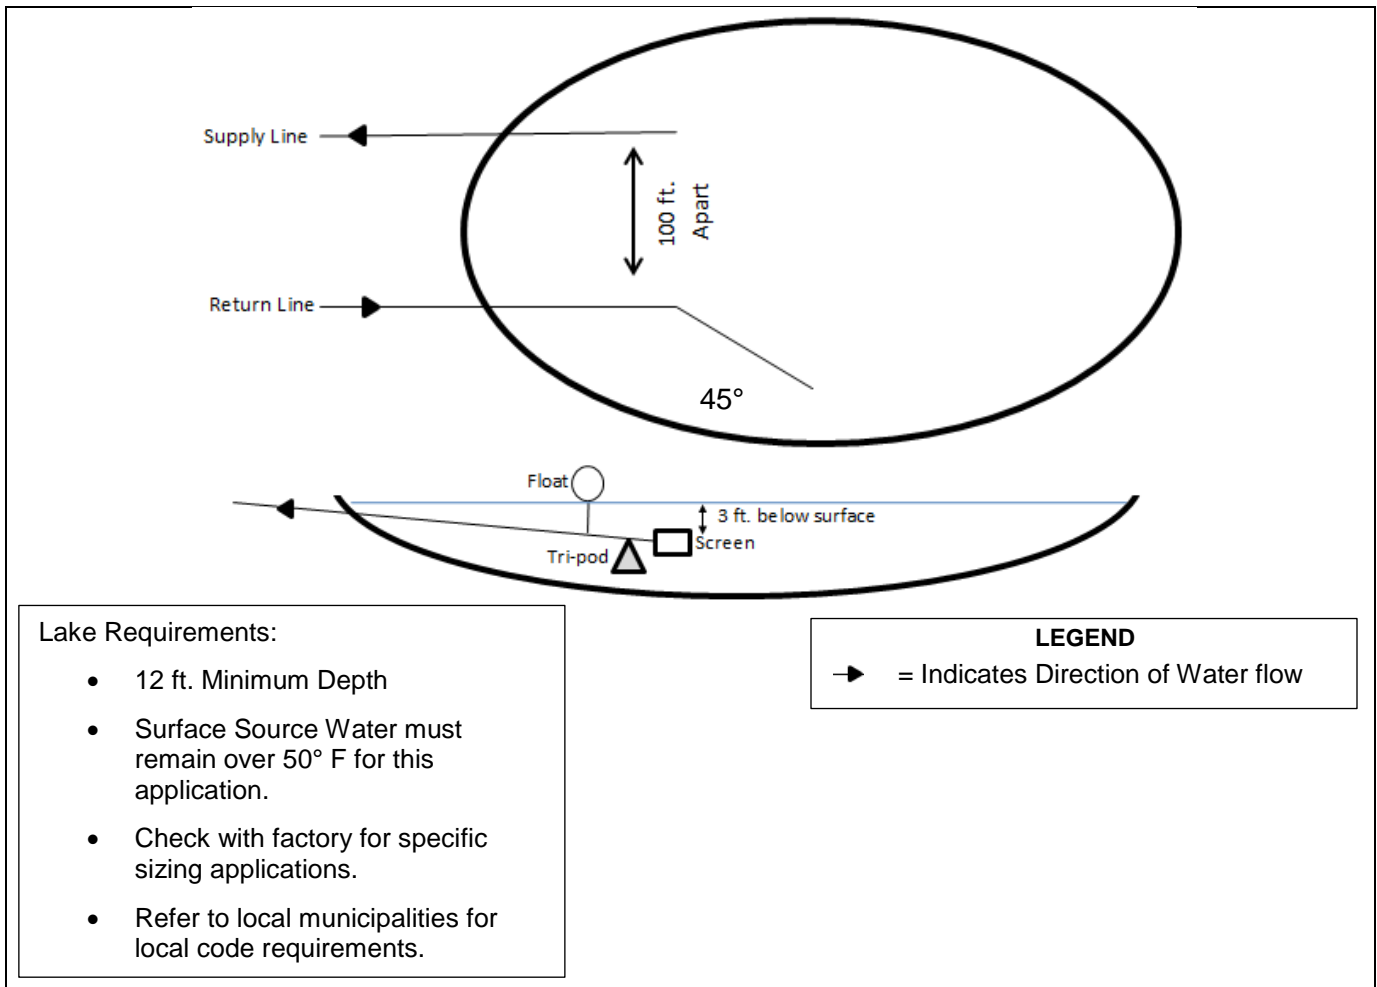 Supply Line
100 ft.
Apart
Return Line
45°
Float
3 ft. below surface
Screen
Tri-pod
Lake Requirements:
• 12 ft. Minimum Depth
• Surface Source Water must
remain over 50° F for this
application.
• Check with factory for specific
sizing applications.
• Refer to local municipalities for
local code requirements.
LEGEND
= Indicates Direction of Water flow